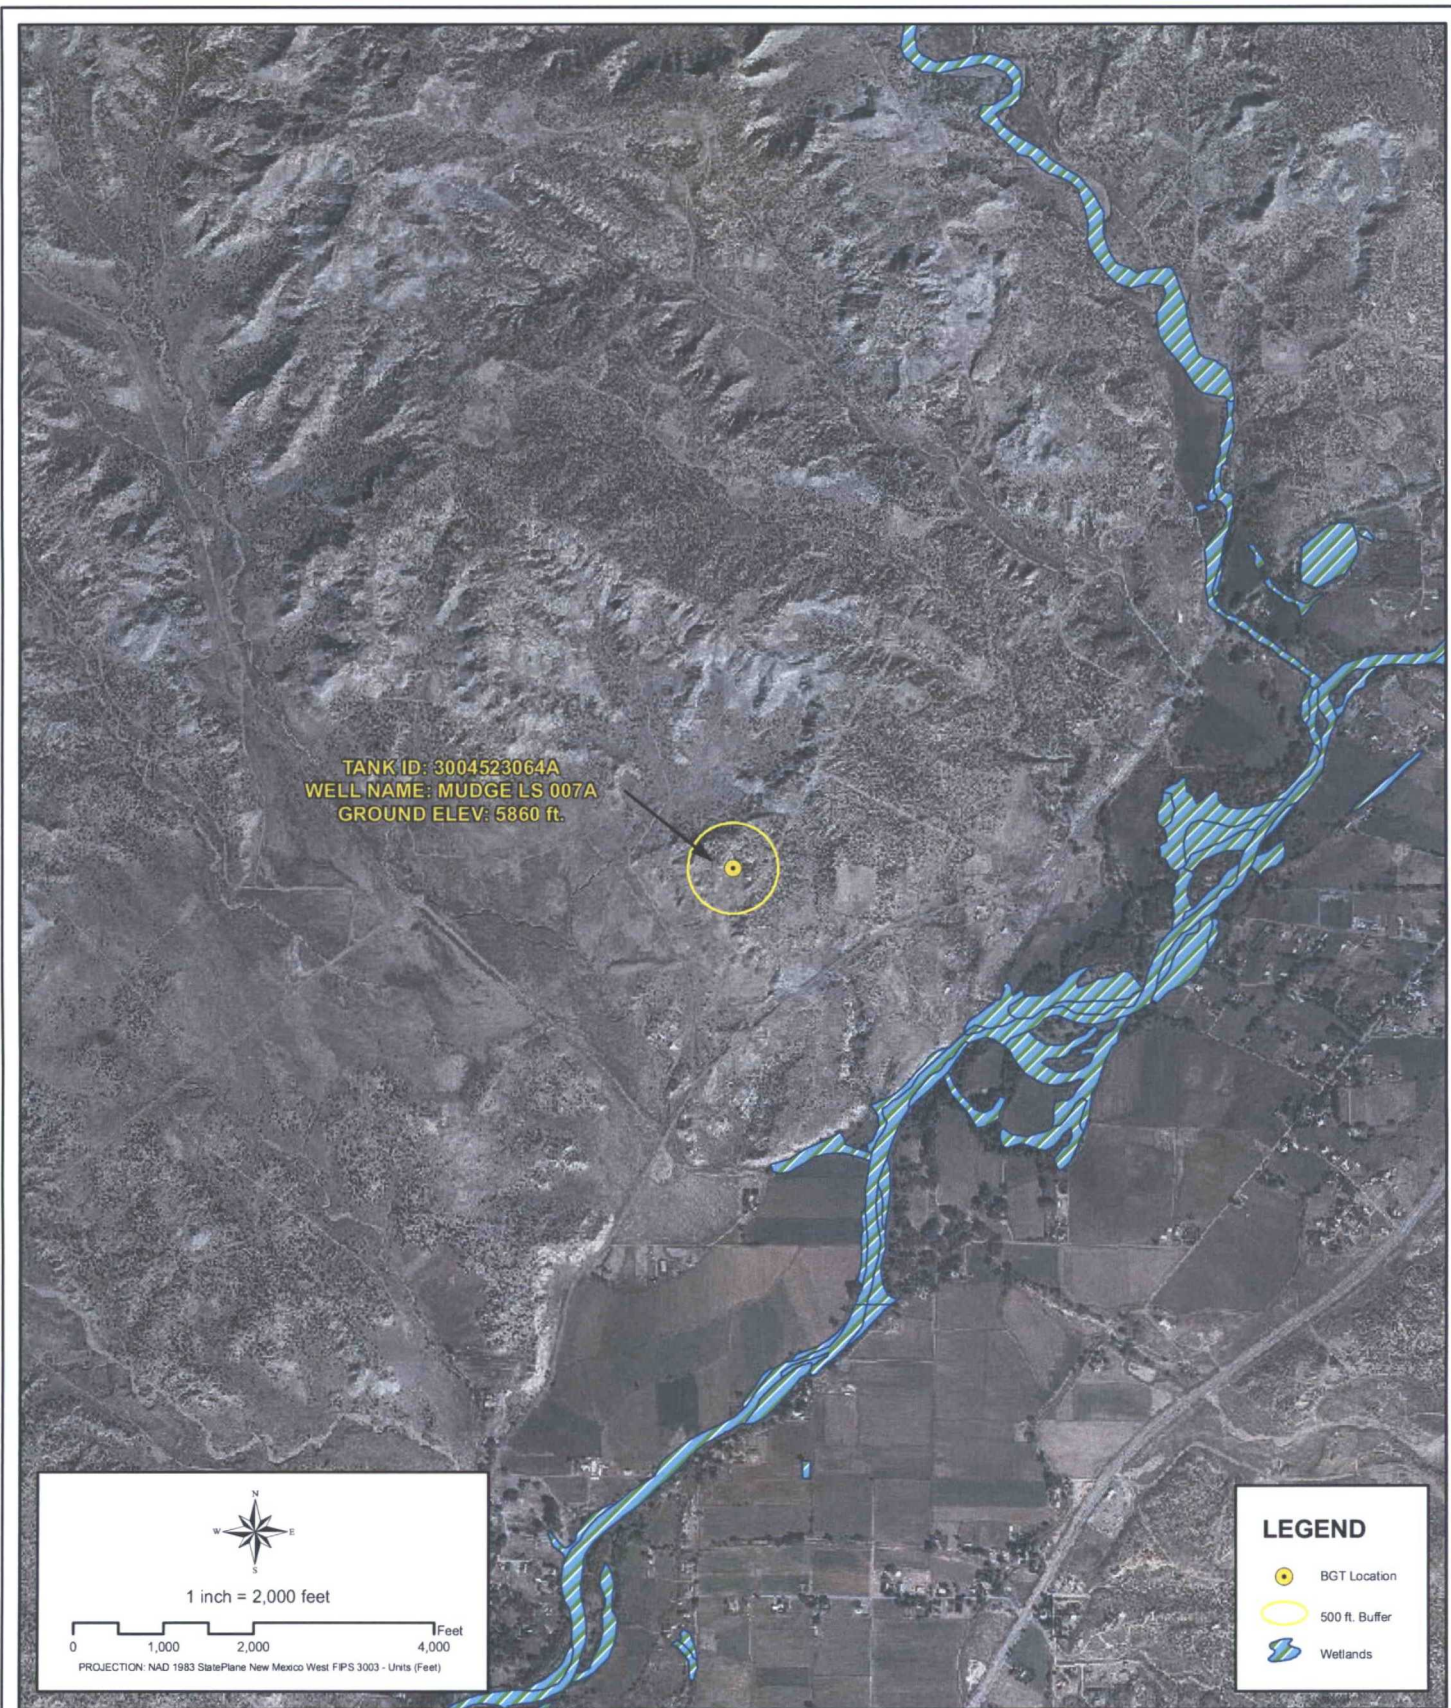 TANK ID: 3004523064A
WELL NAME: MUDGE LS 007A
GROUND ELEV: 5860 ft.
N
W E
S
1 inch = 2,000 feet
Feet
0 1,000 2,000 4,000
PROJECTION: NAD 1983 StatePlane New Mexico West FIPS 3003 - Units (Feet)
LEGEND
BGT Location
500 ft. Buffer
Wetlands